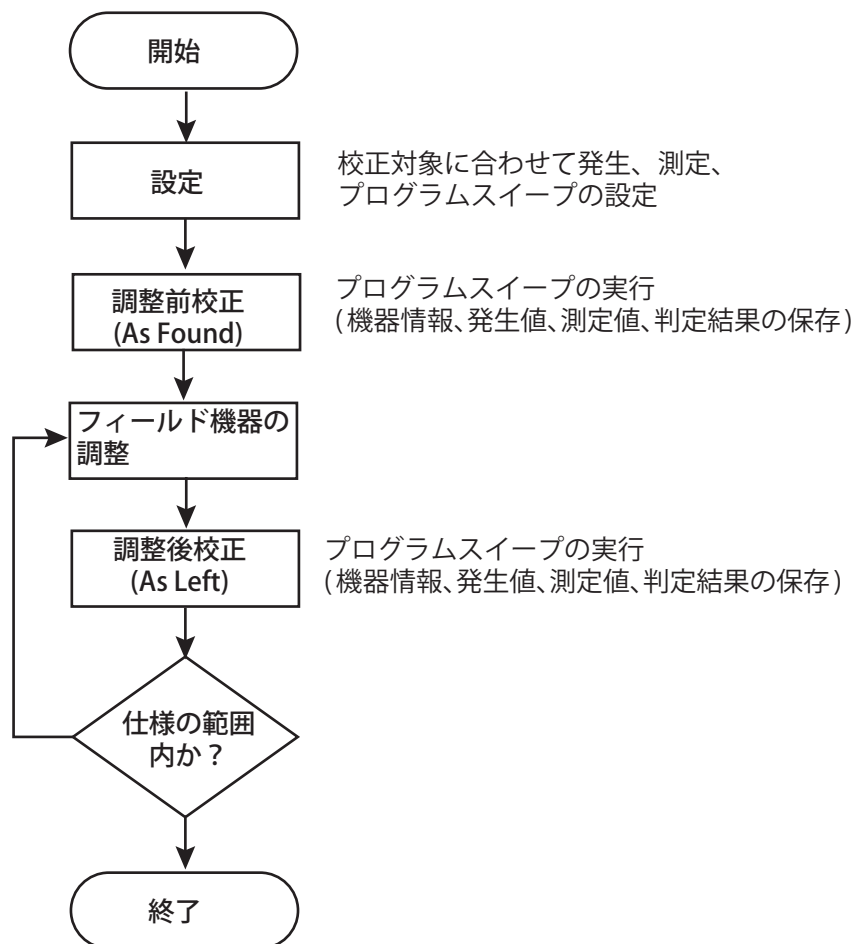 開始
設定
校正対象に合わせて発生、測定、
プログラムスイープの設定
調整前校正
(As Found)
プログラムスイープの実行
(機器情報、発生値、測定値、判定結果の保存)
フィールド機器の
調整
調整後校正
(As Left)
プログラムスイープの実行
(機器情報、発生値、測定値、判定結果の保存)
仕様の範囲
内か？
終了